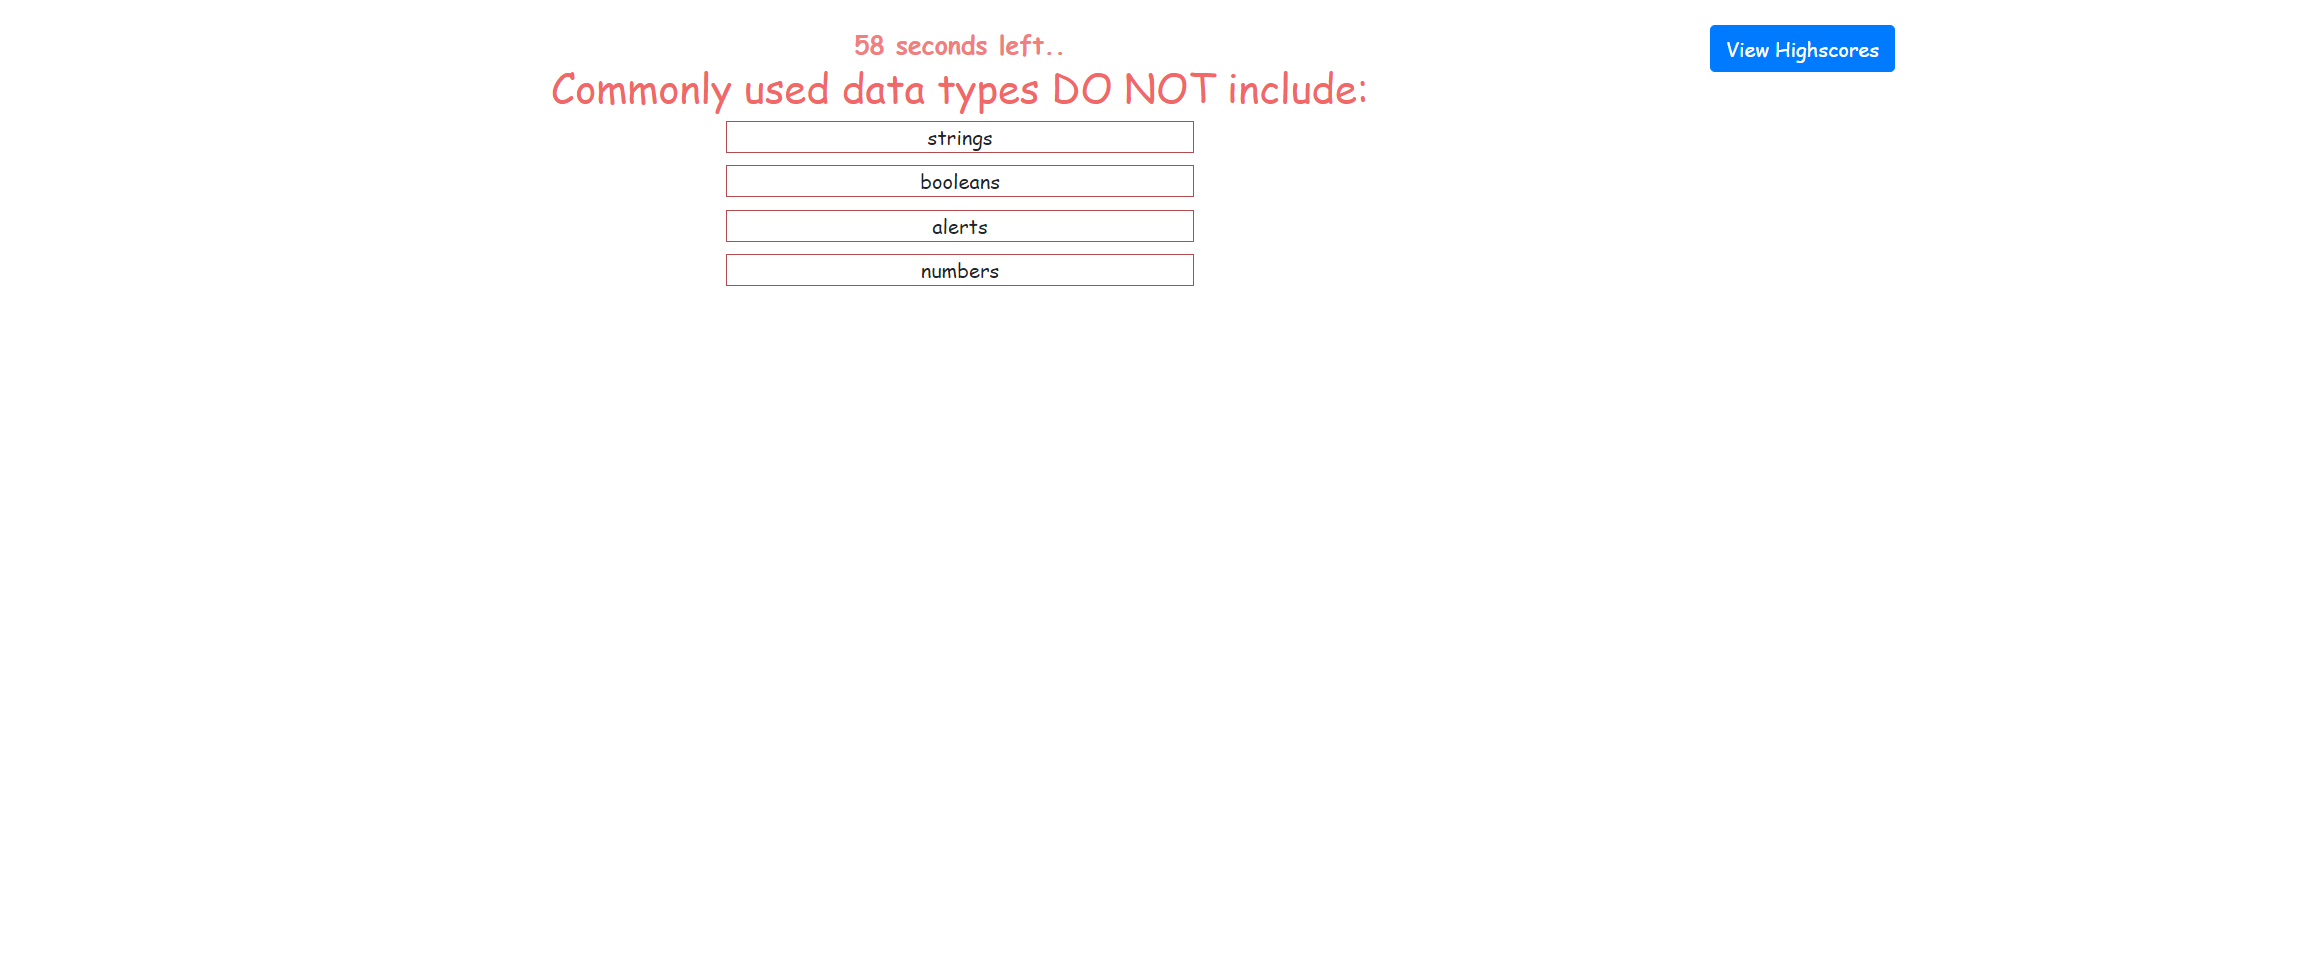 58 seconds left..
View Highscores
Commonly used data types DO NOT include:
strings
booleans
alerts
numbers